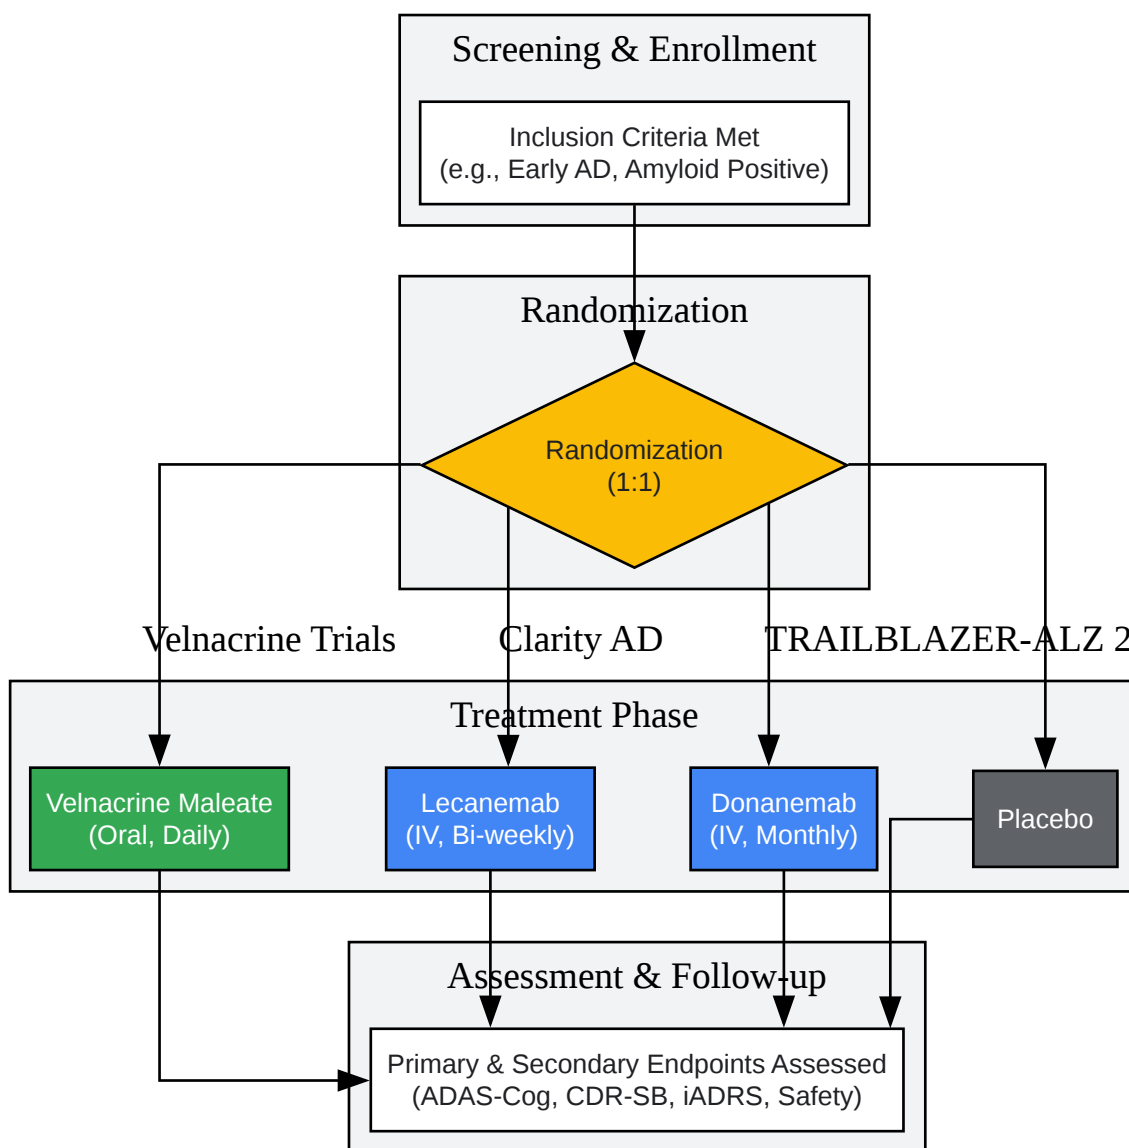 Screening & Enrollment
Inclusion Criteria Met
(e.g., Early AD, Amyloid Positive)
Randomization
Randomization
(1:1)
Velnacrine Trials
Clarity AD
TRAILBLAZER-ALZ 2
Treatment Phase
Velnacrine Maleate
(Oral, Daily)
Lecanemab
(IV, Bi-weekly)
Donanemab
(IV, Monthly)
Placebo
Assessment & Follow-up
Primary & Secondary Endpoints Assessed
(ADAS-Cog, CDR-SB, iADRS, Safety)